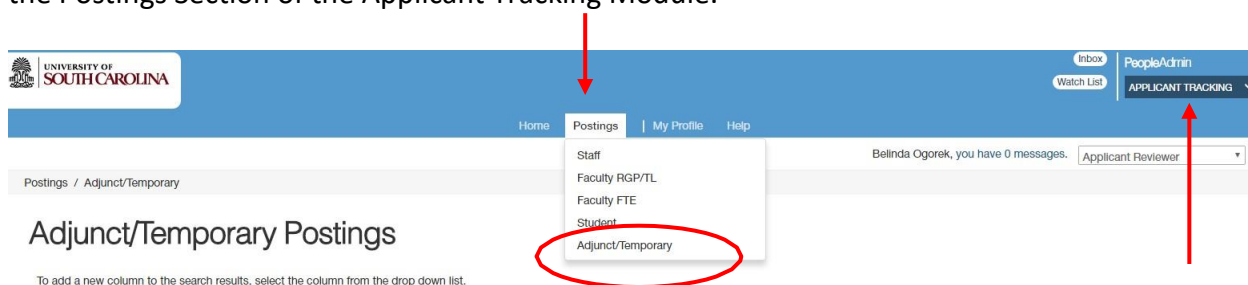 the Postings Section of the Applicant Tracking Module.
UNIVERSITY OF
SOUTH CAROLINA
Inbox
PeopleAdmin
Watch List
APPLICANT TRACKING
Home Postings | My Profile Help
Staff
Belinda Ogorek, you have 0 messages. Applicant Reviewer
Postings / Adjunct/Temporary
Faculty RGP/TL
Faculty FTE
Student
Adjunct/Temporary
Adjunct/Temporary Postings
To add a new column to the search results, select the column from the drop down list.